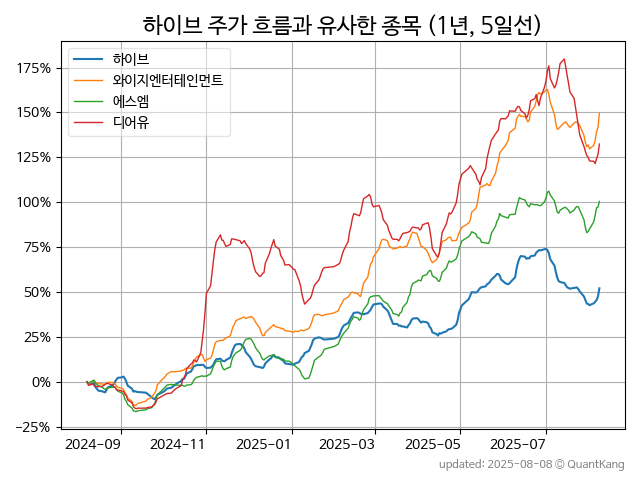 하이브 주가 흐름과 유사한 종목 (1년, 5일선)
하이브
와이지엔터테인먼트
에스엠
디어유
175%
150%
125%
100%
75%
50%
25%
0%
−25%
2024-09 2024-11 2025-01 2025-03 2025-05 2025-07
updated: 2025-08-08 © QuantKang